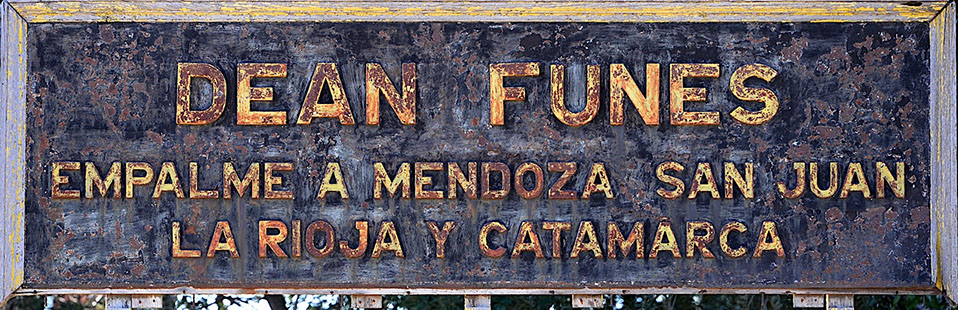 DEAN FUNES
EMPALME A MENDOZA SAN JUAN
LA RIOJA Y CATAMARCA